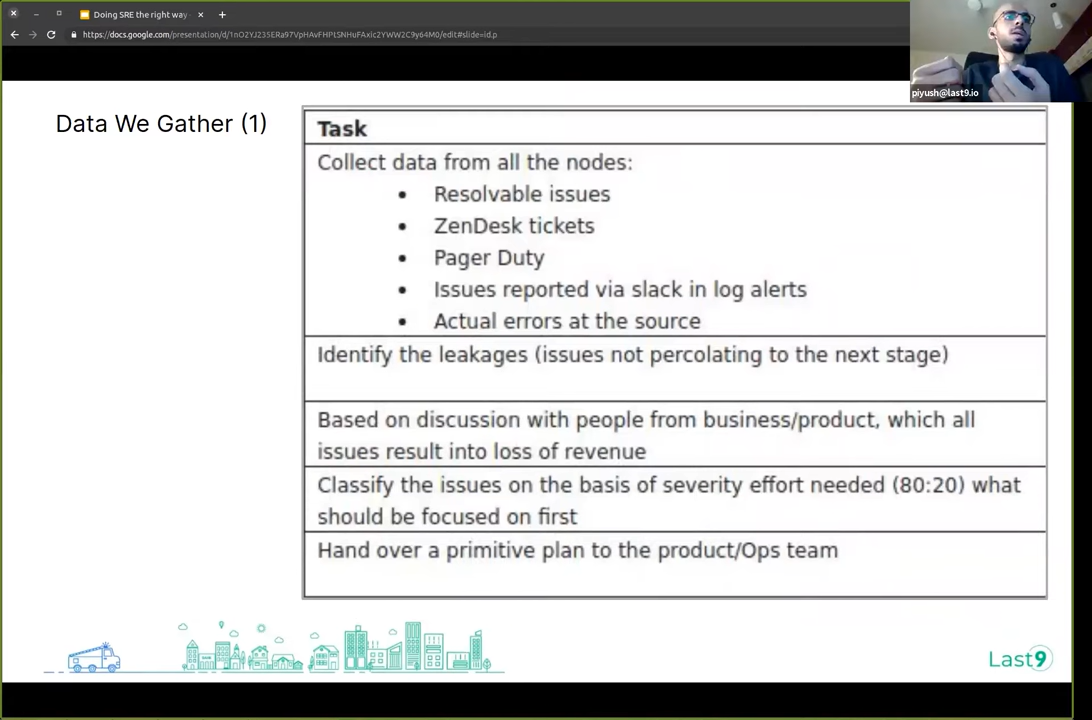 Doing SRE the right way
https://docs.google.com/presentation/d/
piyush@last9.io
Data We Gather (1)
Task
Collect data from all the nodes:
• Resolvable issues
• ZenDesk tickets
• Pager Duty
• Issues reported via slack in log alerts
• Actual errors at the source
Identify the leakages (issues not percolating to the next stage)
Based on discussion with people from business/product, which all
issues result into loss of revenue
Classify the issues on the basis of severity effort needed (80:20) what
should be focused on first
Hand over a primitive plan to the product/Ops team
Last9